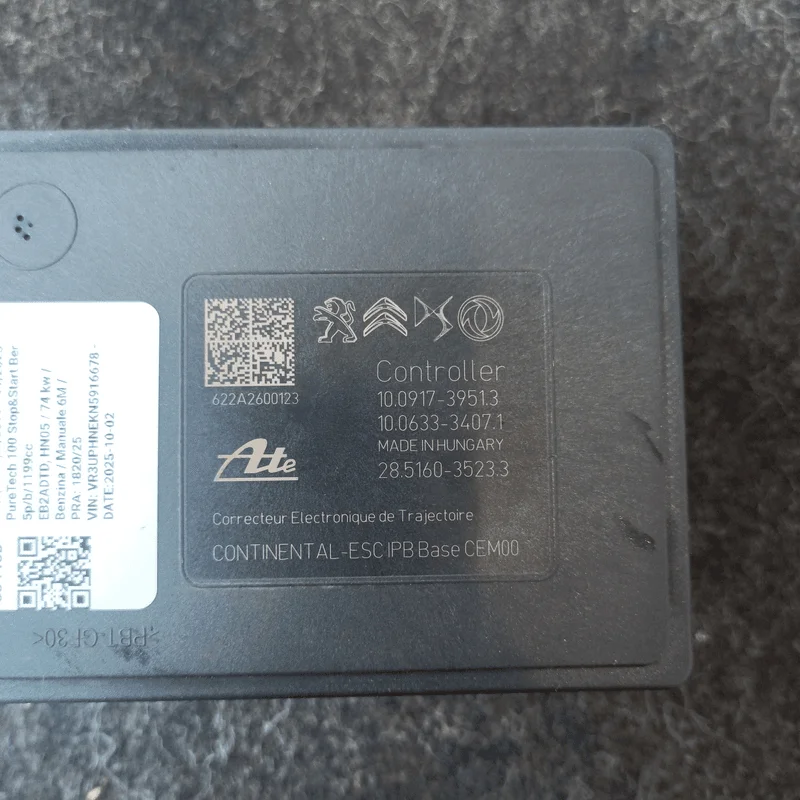 622A2600123
Controller
10.0917-3951.3
10.0633-3407.1
MADE IN HUNGARY
28.5160-3523.3
Ate
Correcteur Electronique de Trajectoire
CONTINENTAL-ESC IPB Base CEM00
PureTech 100 Stop&Start Ber
5p/b/1199cc
EB2ADTD, HN05 / 74 kw /
Benzina / Manuale 6M /
PRA: 1820/25
VIN: VR3UPHNEKN5916678 -
DATE:2025-10-02
>PBT-GF30<